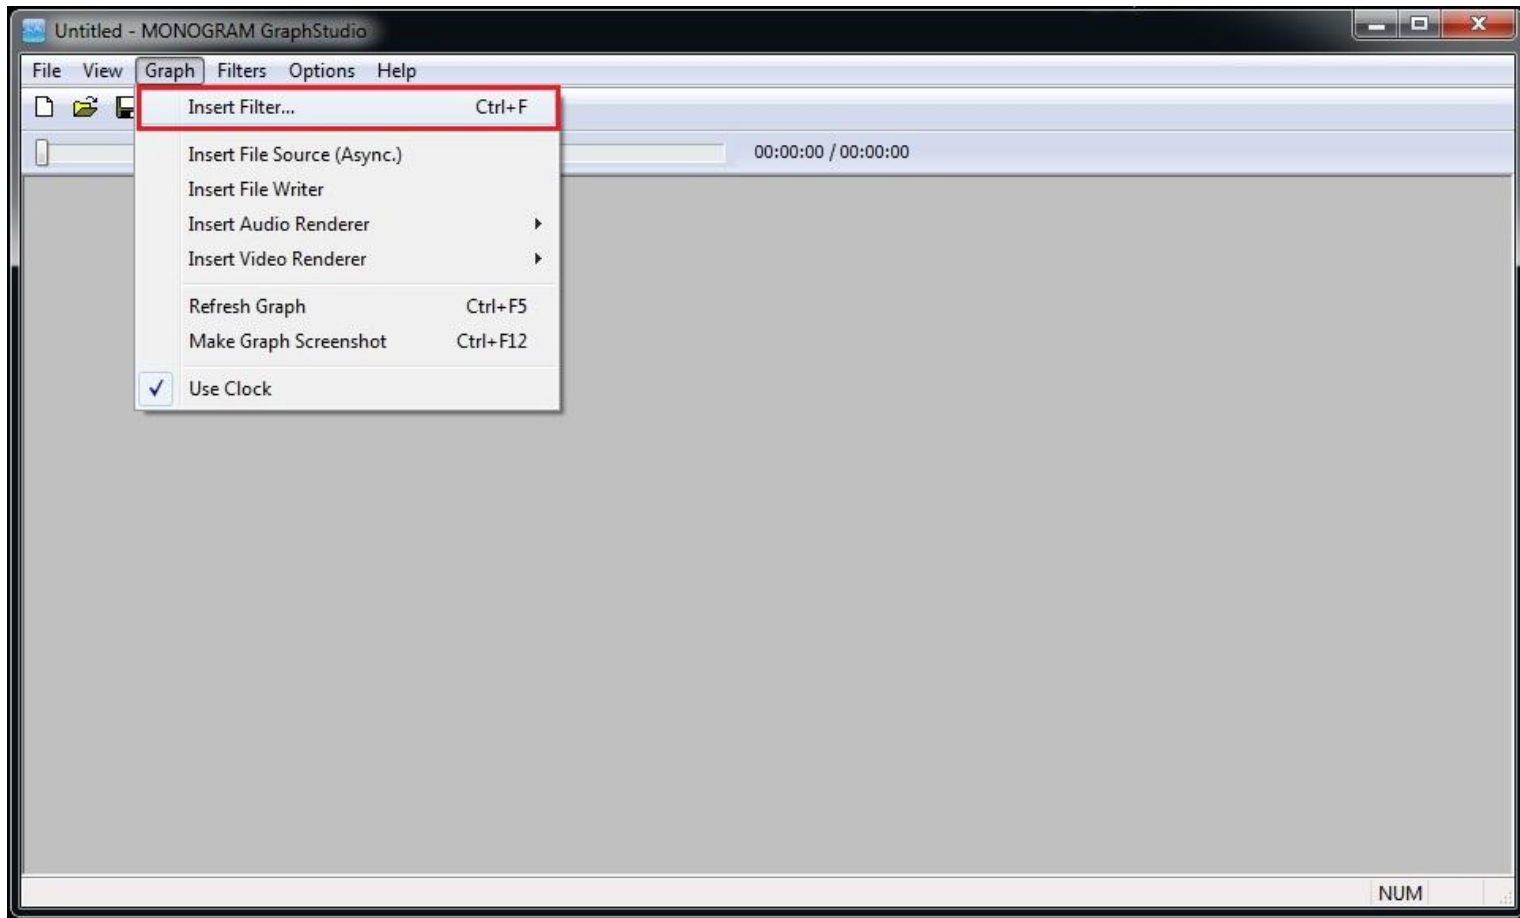 Untitled - MONOGRAM GraphStudio
File View Graph Filters Options Help
Insert Filter... Ctrl+F
Insert File Source (Async.)
00:00:00 / 00:00:00
Insert File Writer
Insert Audio Renderer
Insert Video Renderer
Refresh Graph Ctrl+F5
Make Graph Screenshot Ctrl+F12
Use Clock
NUM